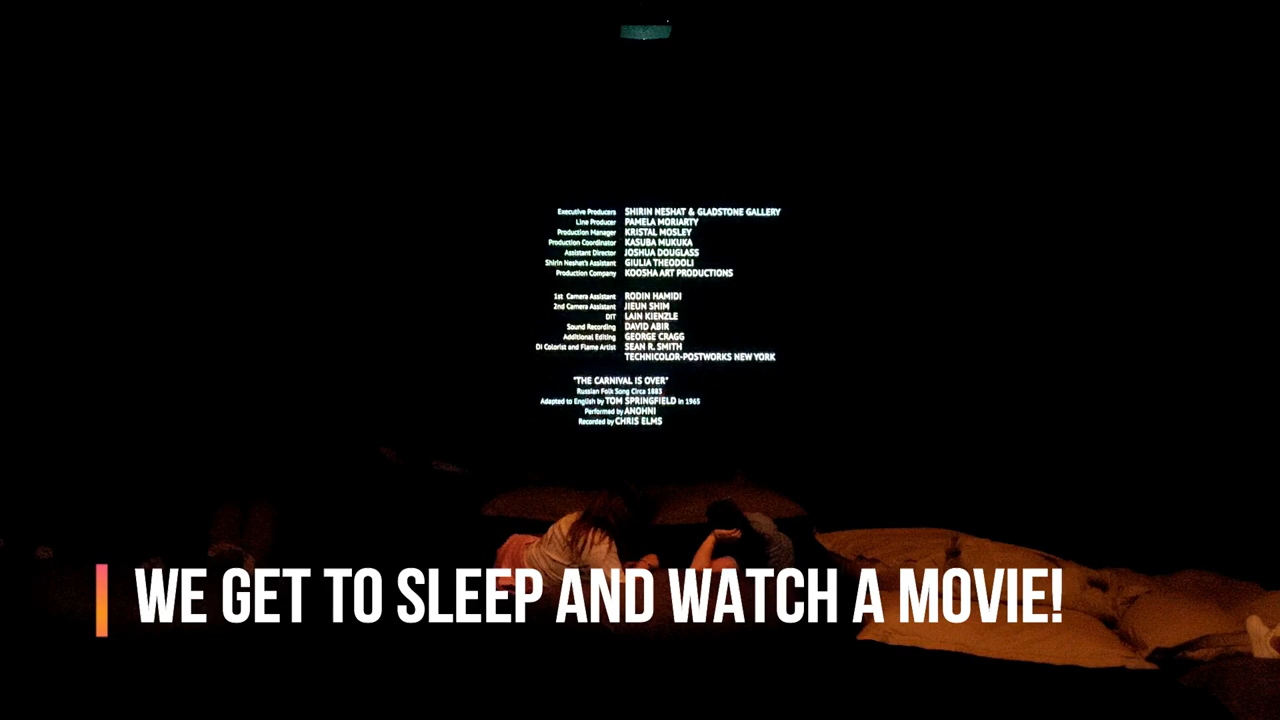 Executive Producers SHIRIN NESHAT & GLADSTONE GALLERY
Line Producer PAMELA MORIARTY
Production Manager KRISTAL MOSLEY
Production Coordinator KASUBA MUKUKA
Assistant Director JOSHUA DOUGLASS
Shirin Neshat's Assistant GIULIA THEODOLI
Production Company KOOSHA ART PRODUCTIONS
1st Camera Assistant RODIN HAMIDI
2nd Camera Assistant JIEUN SHIM
DIT LAIN KIENZLE
Sound Recording DAVID ABIR
Additional Editing GEORGE CRAGG
DI Colorist and Flame Artist SEAN R. SMITH
TECHNICOLOR-POSTWORKS NEW YORK
"THE CARNIVAL IS OVER"
Russian Folk Song Circa 1883
Adapted to English by TOM SPRINGFIELD in 1965
Performed by ANOHNI
Recorded by CHRIS ELMS
WE GET TO SLEEP AND WATCH A MOVIE!